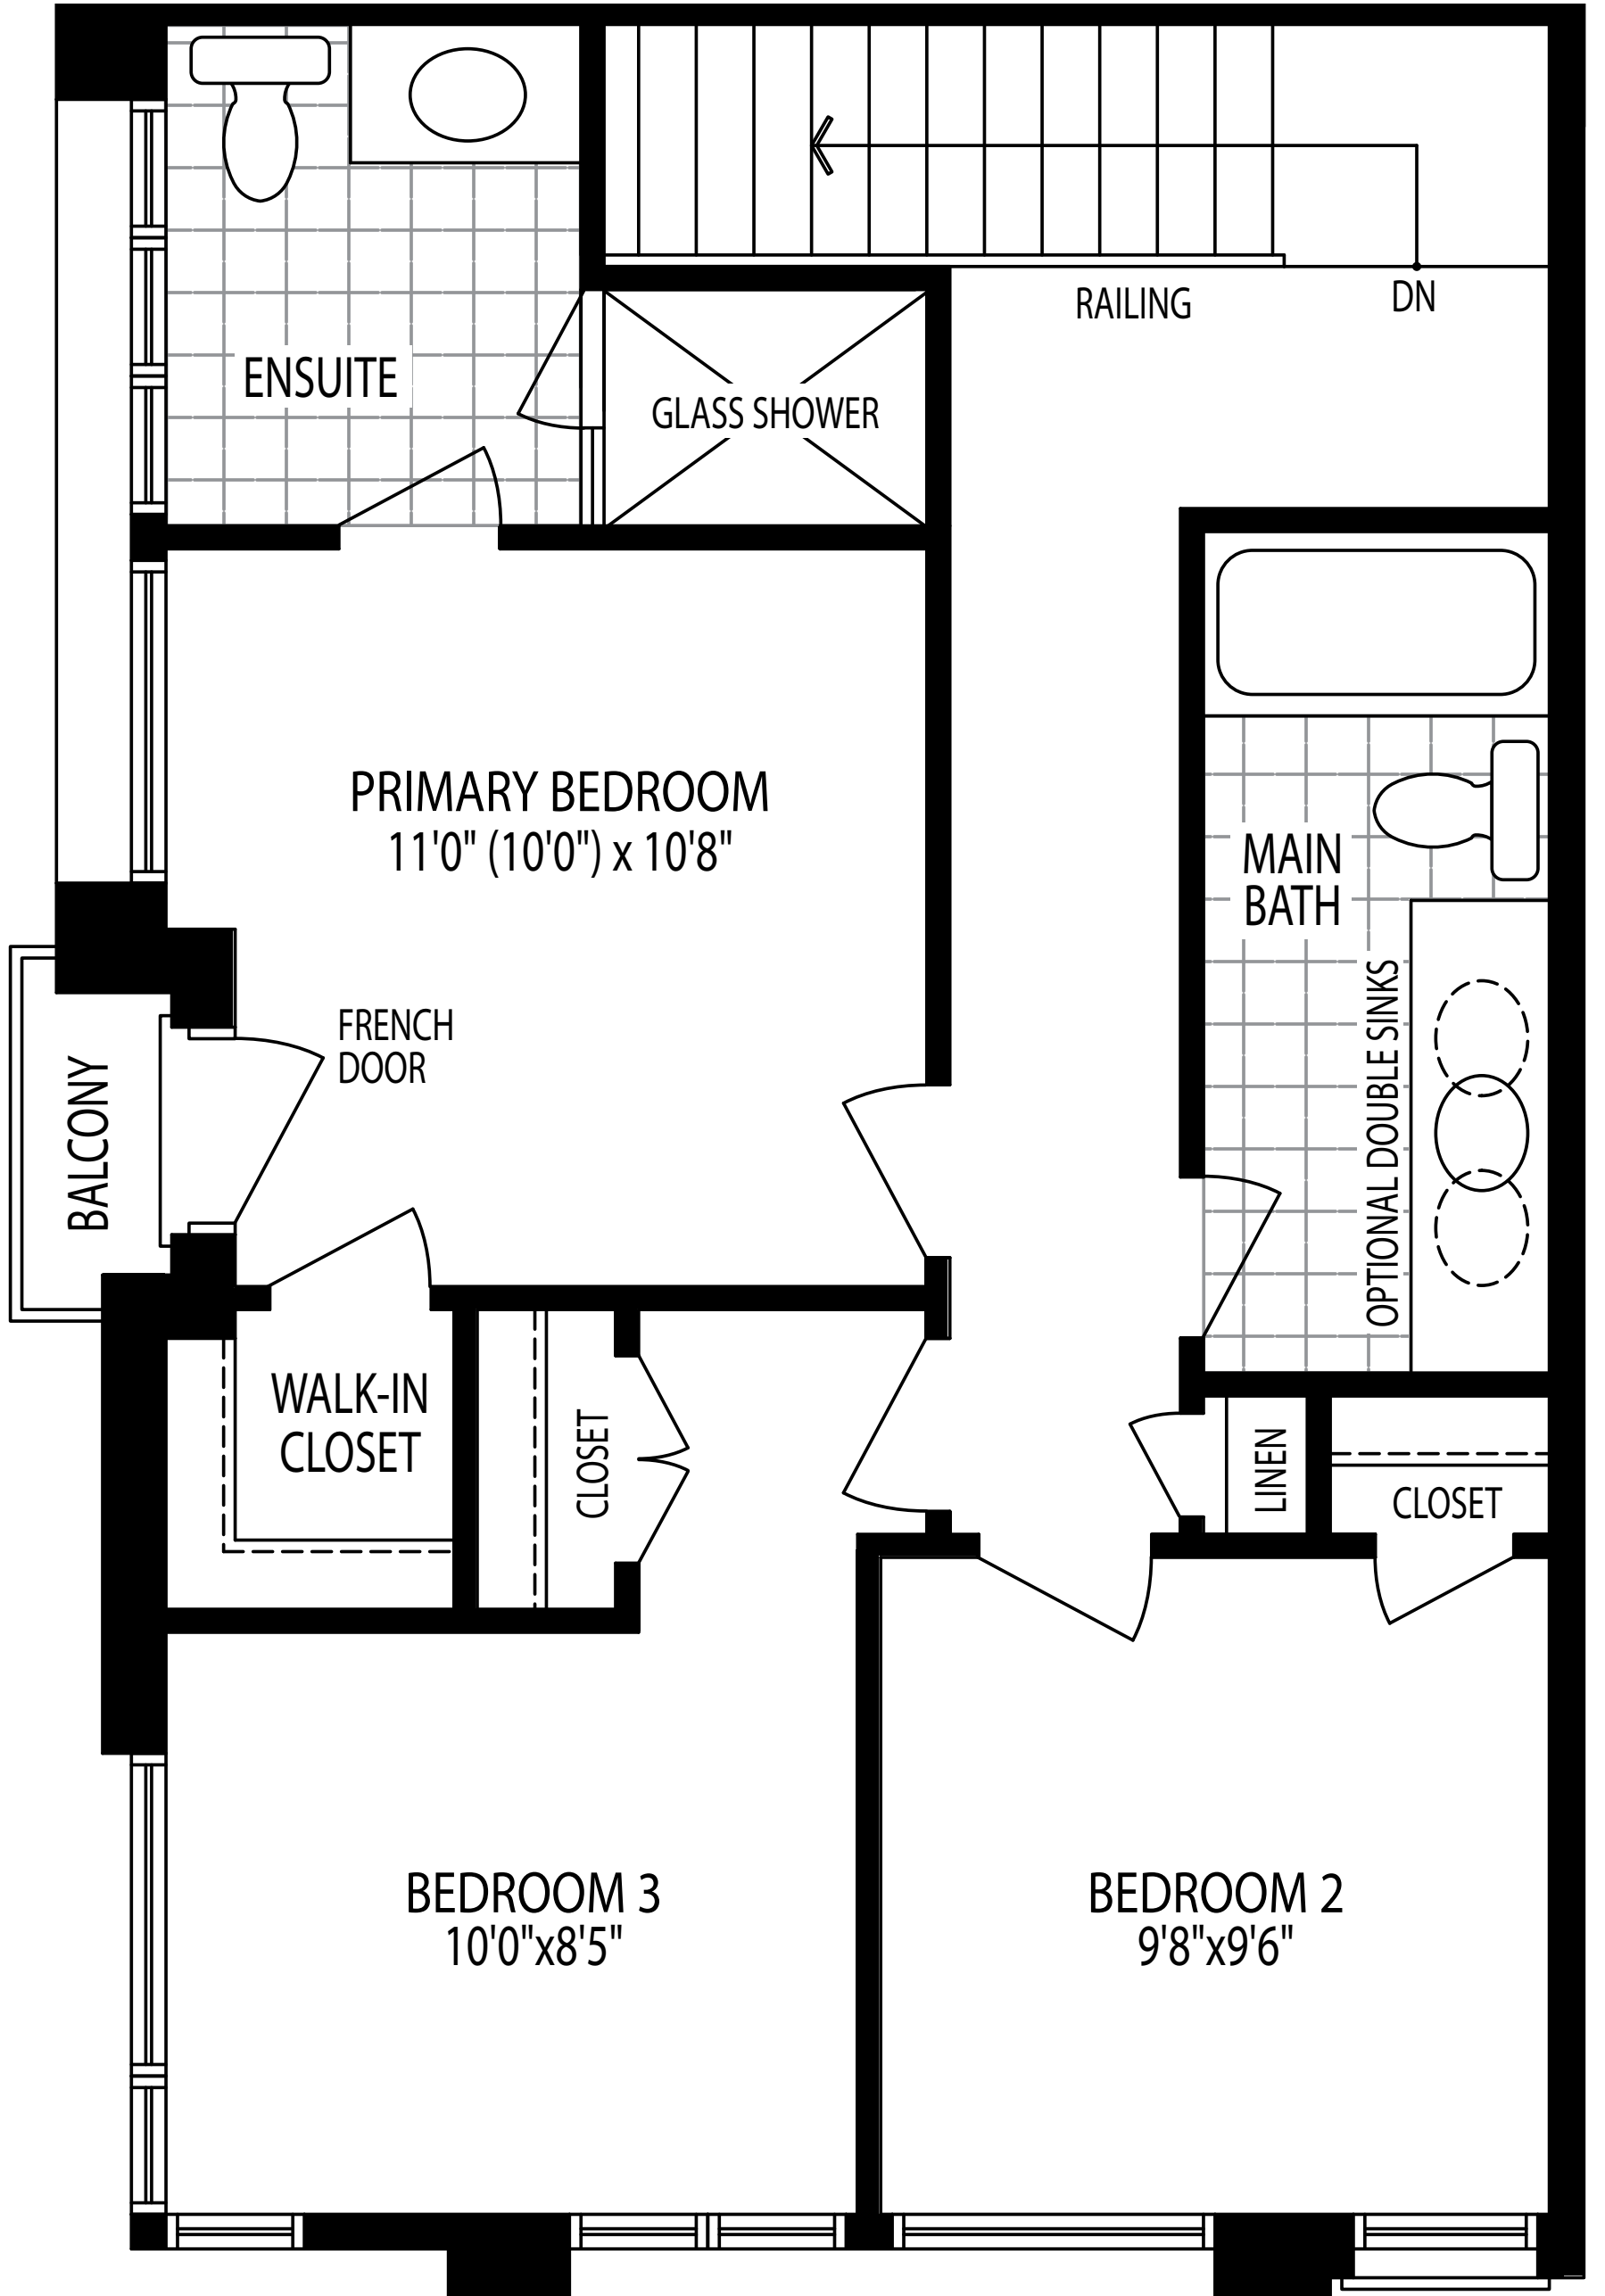 RAILING
DN
ENSUITE
GLASS SHOWER
PRIMARY BEDROOM
11'0" (10'0") x 10'8"
MAIN
BATH
OPTIONAL DOUBLE SINKS
FRENCH
DOOR
BALCONY
WALK-IN
CLOSET
CLOSET
LINEN
CLOSET
BEDROOM 3
10'0"x8'5"
BEDROOM 2
9'8"x9'6"